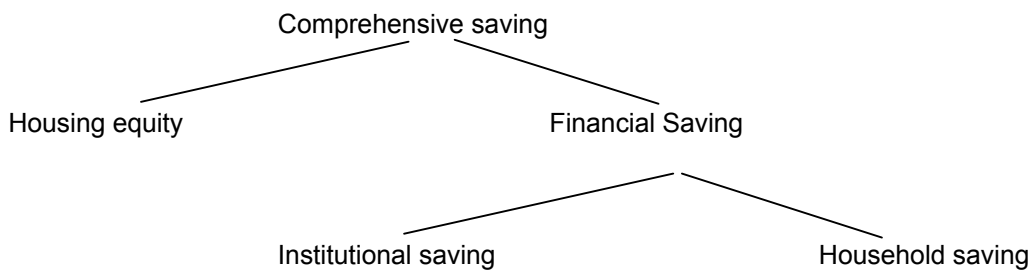 Comprehensive saving
Housing equity
Financial Saving
Institutional saving
Household saving